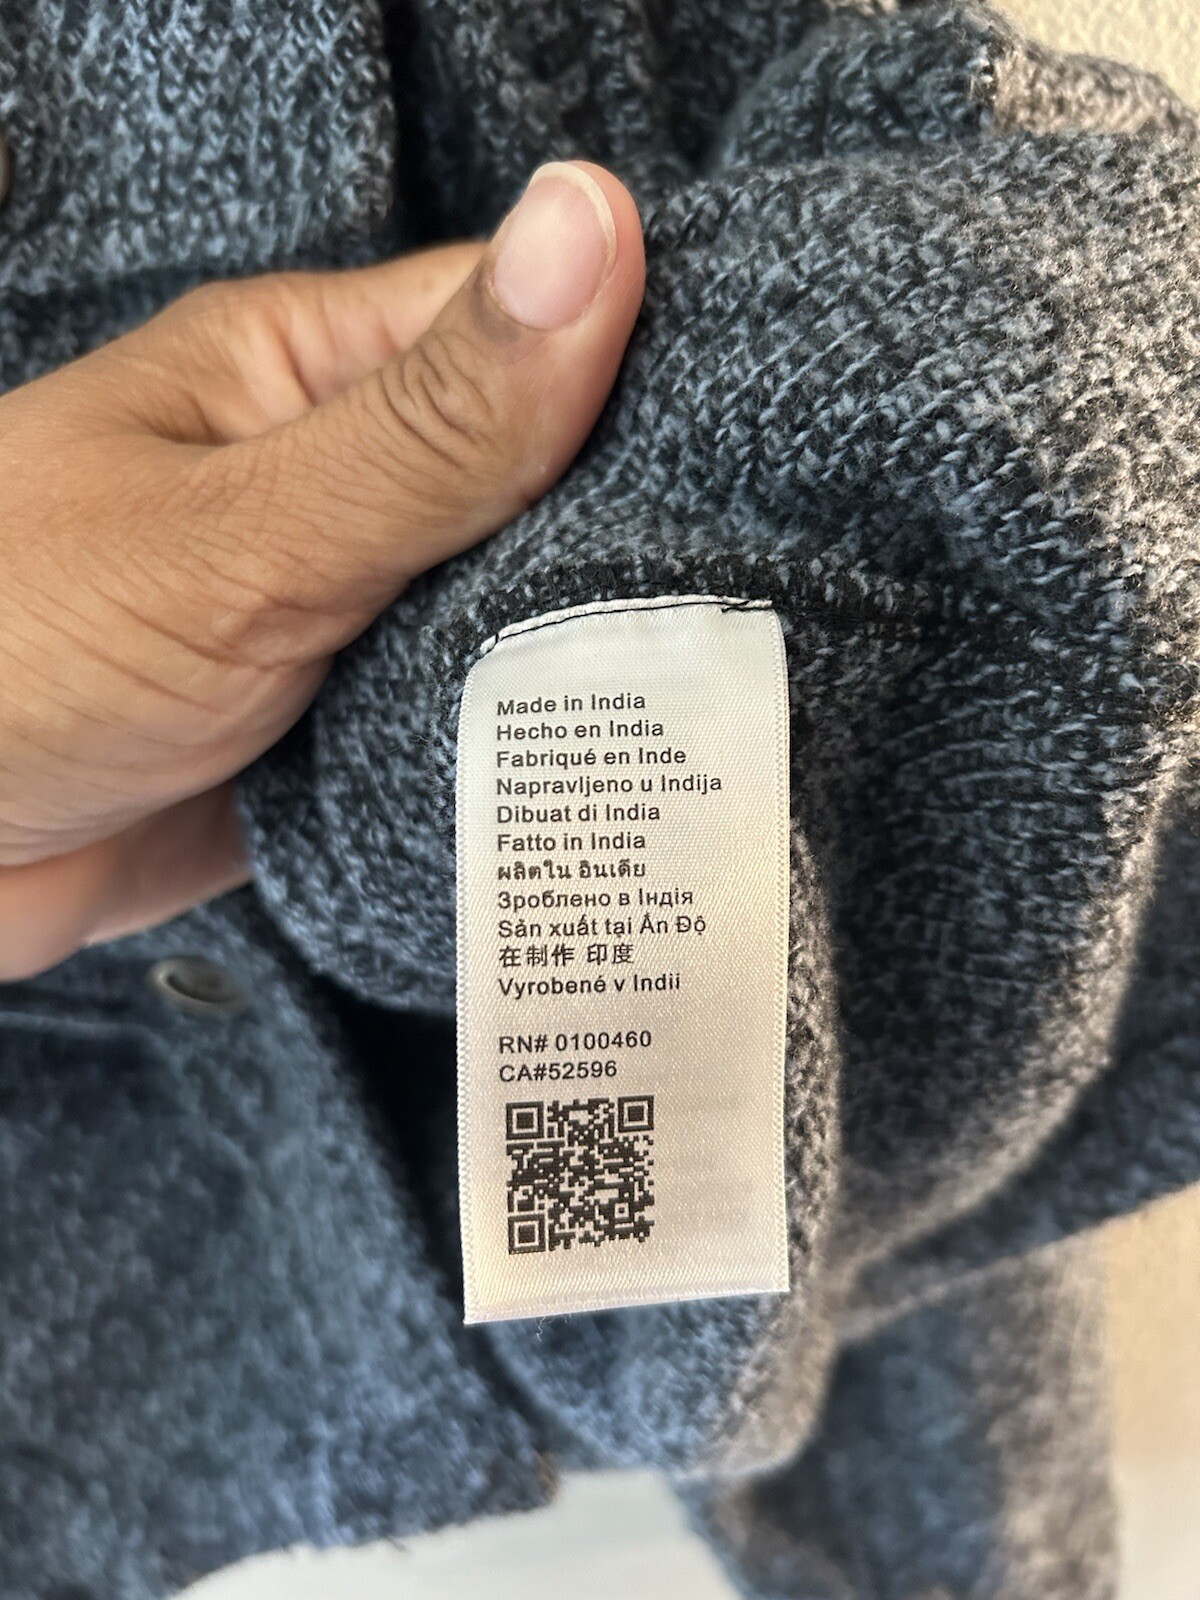 Made in India
Hecho en India
Fabriqué en Inde
Napravljeno u Indija
Dibuat di India
Fatto in India
ผลิตใน อินเดีย
Зроблено в Індія
Sản xuất tại Ấn Độ
在制作 印度
Vyrobené v Indii
RN# 0100460
CA#52596